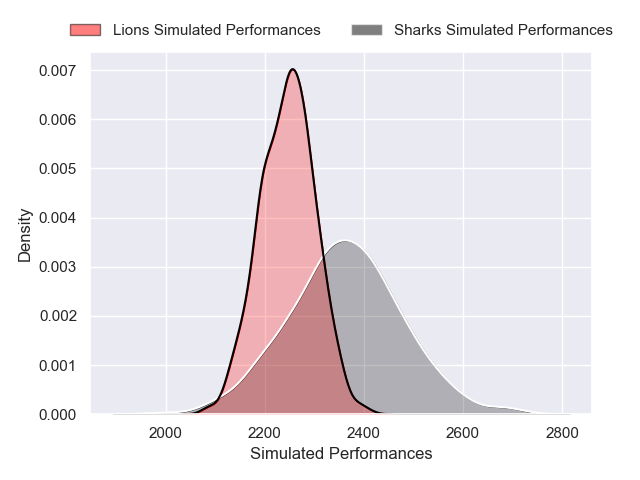 Lions Simulated Performances Sharks Simulated Performances
0.007
0.006
0.005
0.004
0.003
0.002
0.001
0.000
Density
2000 2200 2400 2600 2800
Simulated Performances